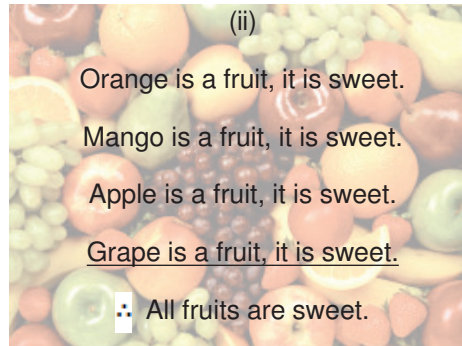 (ii)
Orange is a fruit, it is sweet.
Mango is a fruit, it is sweet.
Apple is a fruit, it is sweet.
Grape is a fruit, it is sweet.
∴ All fruits are sweet.